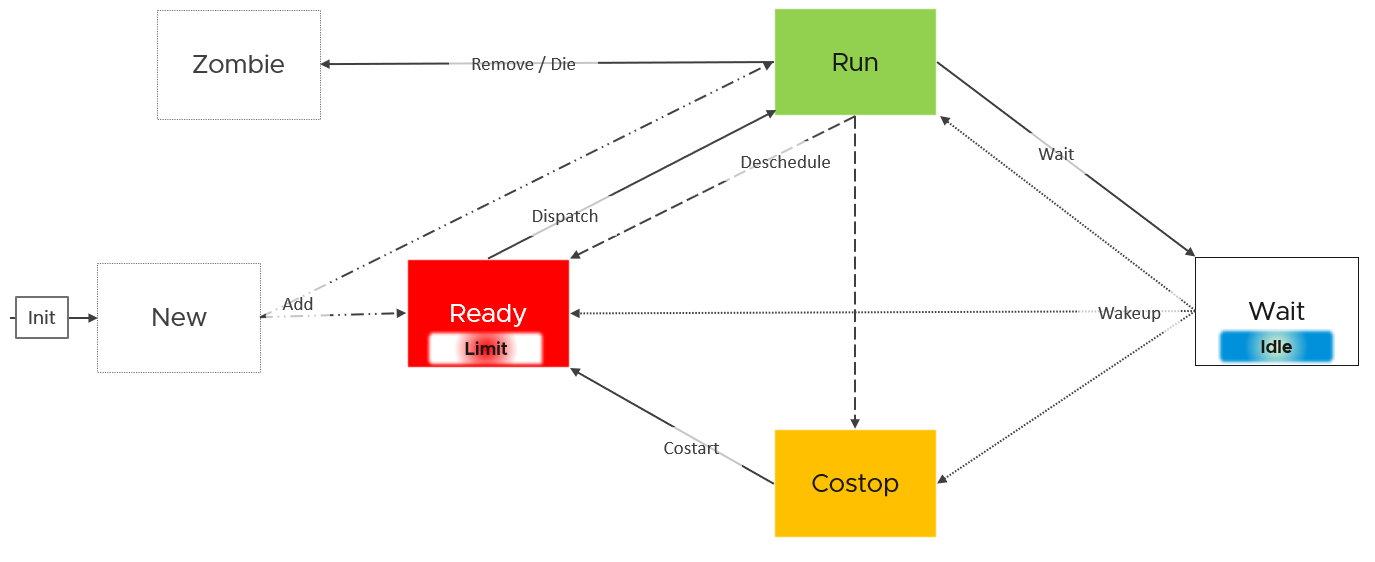 Zombie
Remove / Die
Run
Deschedule
Wait
Dispatch
Add
Init
New
Ready
Limit
Wakeup
Wait
Idle
Costart
Costop